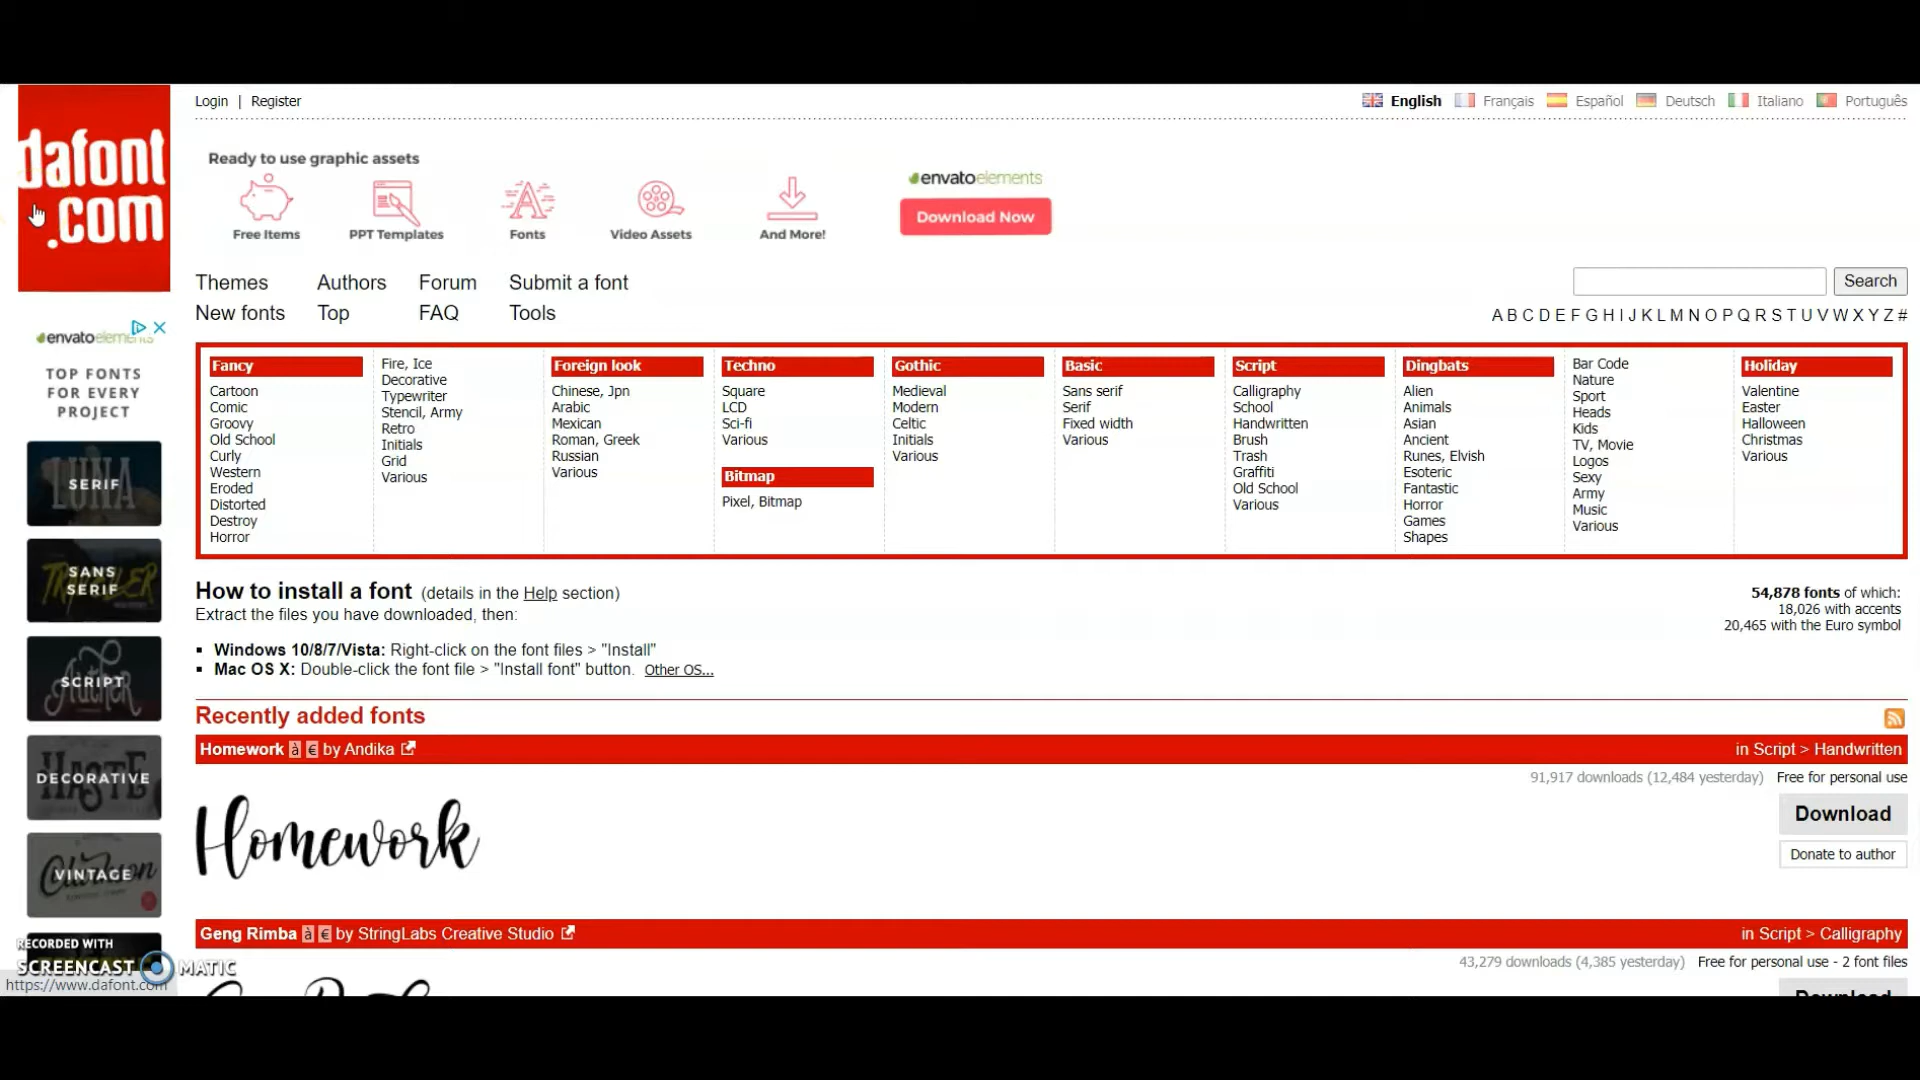 Login | Register
English Français Español Deutsch Italiano Português
dafont
.com
Ready to use graphic assets
Free Items PPT Templates Fonts Video Assets And More!
envatoelements
Download Now
Themes Authors Forum Submit a font
New fonts Top FAQ Tools
Search
A B C D E F G H I J K L M N O P Q R S T U V W X Y Z #
envatoelements
TOP FONTS
FOR EVERY
PROJECT
SERIF
SANS
SERIF
SCRIPT
DECORATIVE
VINTAGE
Fancy
Cartoon
Comic
Groovy
Old School
Curly
Western
Eroded
Distorted
Destroy
Horror
Fire, Ice
Decorative
Typewriter
Stencil, Army
Retro
Initials
Grid
Various
Foreign look
Chinese, Jpn
Arabic
Mexican
Roman, Greek
Russian
Various
Techno
Square
LCD
Sci-fi
Various
Bitmap
Pixel, Bitmap
Gothic
Medieval
Modern
Celtic
Initials
Various
Basic
Sans serif
Serif
Fixed width
Various
Script
Calligraphy
School
Handwritten
Brush
Trash
Graffiti
Old School
Various
Dingbats
Alien
Animals
Asian
Ancient
Runes, Elvish
Esoteric
Fantastic
Horror
Games
Shapes
Bar Code
Nature
Sport
Heads
Kids
TV, Movie
Logos
Sexy
Army
Music
Various
Holiday
Valentine
Easter
Halloween
Christmas
Various
How to install a font (details in the Help section)
Extract the files you have downloaded, then:
Windows 10/8/7/Vista: Right-click on the font files > "Install"
Mac OS X: Double-click the font file > "Install font" button. Other OS...
54,878 fonts of which:
18,026 with accents
20,465 with the Euro symbol
Recently added fonts
Homework à € by Andika in Script > Handwritten
91,917 downloads (12,484 yesterday) Free for personal use
Homework
Download
Donate to author
Geng Rimba à € by StringLabs Creative Studio in Script > Calligraphy
43,279 downloads (4,385 yesterday) Free for personal use - 2 font files
Download
RECORDED WITH
SCREENCAST MATIC
https://www.dafont.com